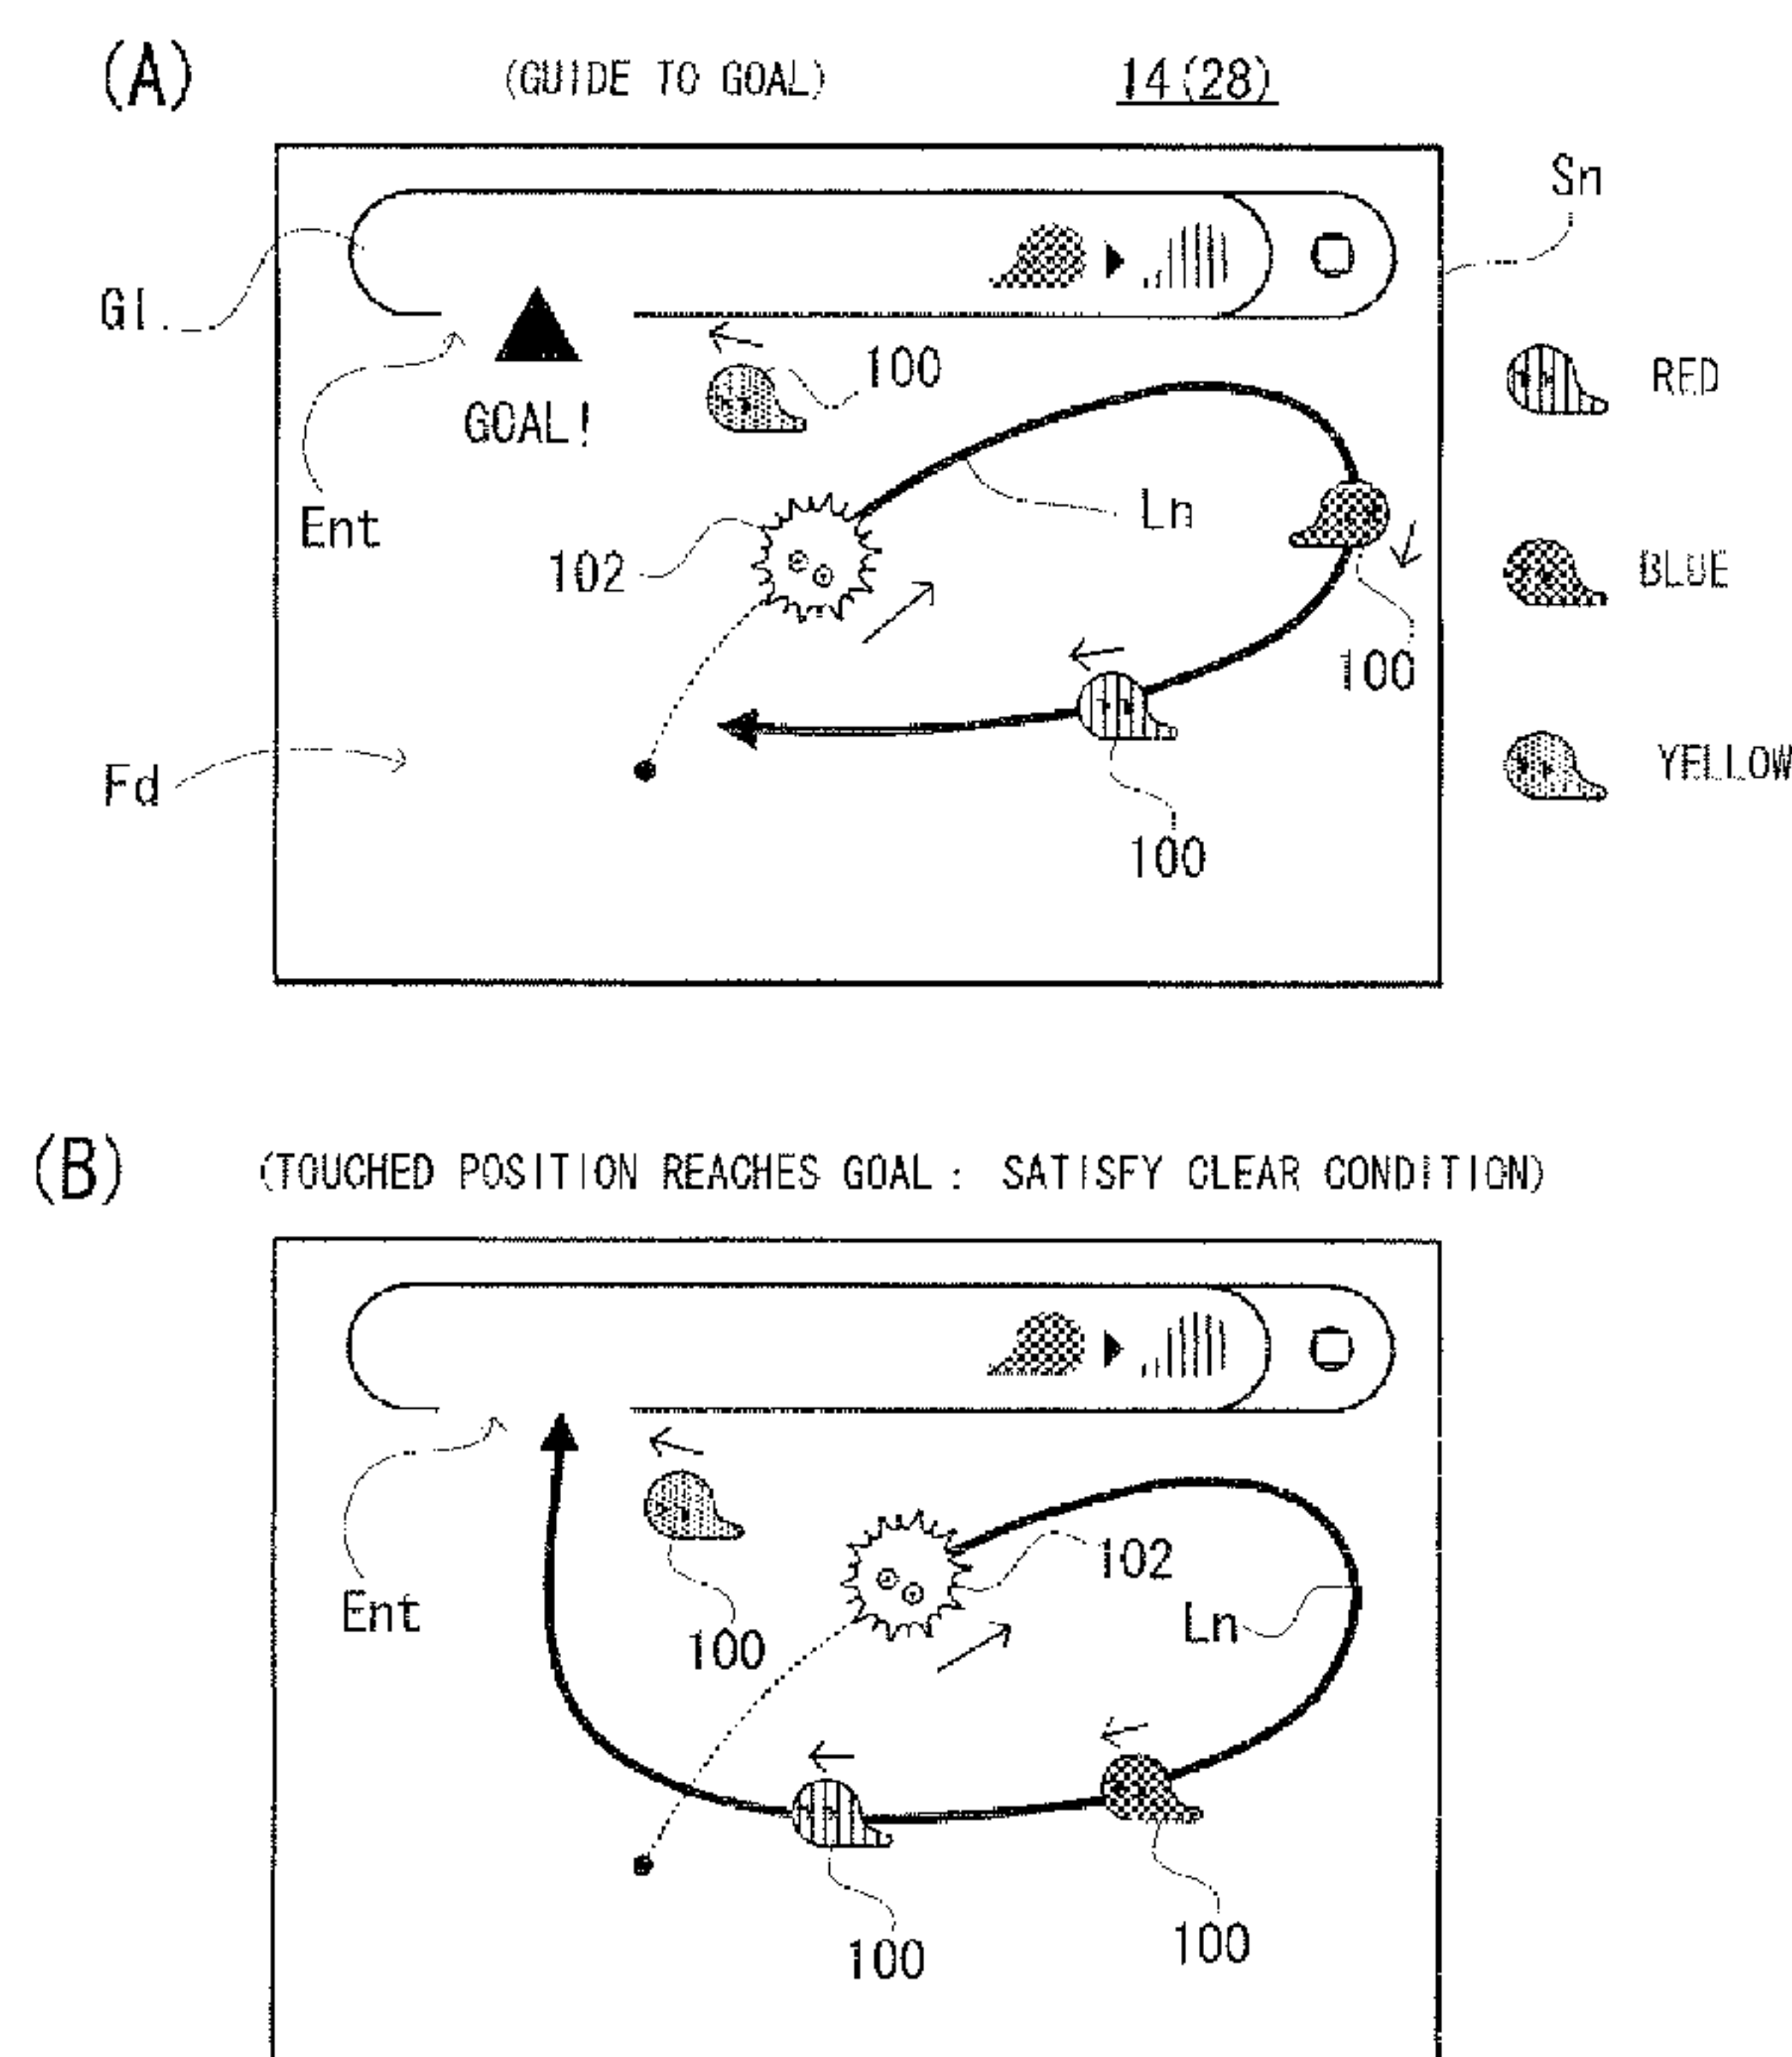 (A) (GUIDE TO GOAL) 14(28)
Sn
Gl
100
RED
GOAL!
Ent
Ln
102
BLUE
100
Fd
YELLOW
100
(B) (TOUCHED POSITION REACHES GOAL: SATISFY CLEAR CONDITION)
102
Ent
Ln
100
100
100